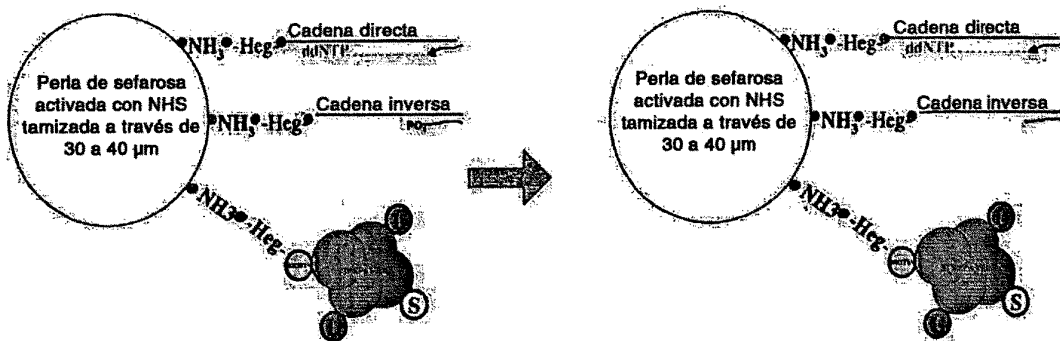 NH3-Heg
Cadena directa
ddNTP
Perla de sefarosa
activada con NHS
tamizada a través de
30 a 40 µm
NH3-Heg
Cadena inversa
PO3
NH3-Heg-
S
NH3-Heg
Cadena directa
ddNTP
Perla de sefarosa
activada con NHS
tamizada a través de
30 a 40 µm
NH3-Heg
Cadena inversa
NH3-Heg-
S